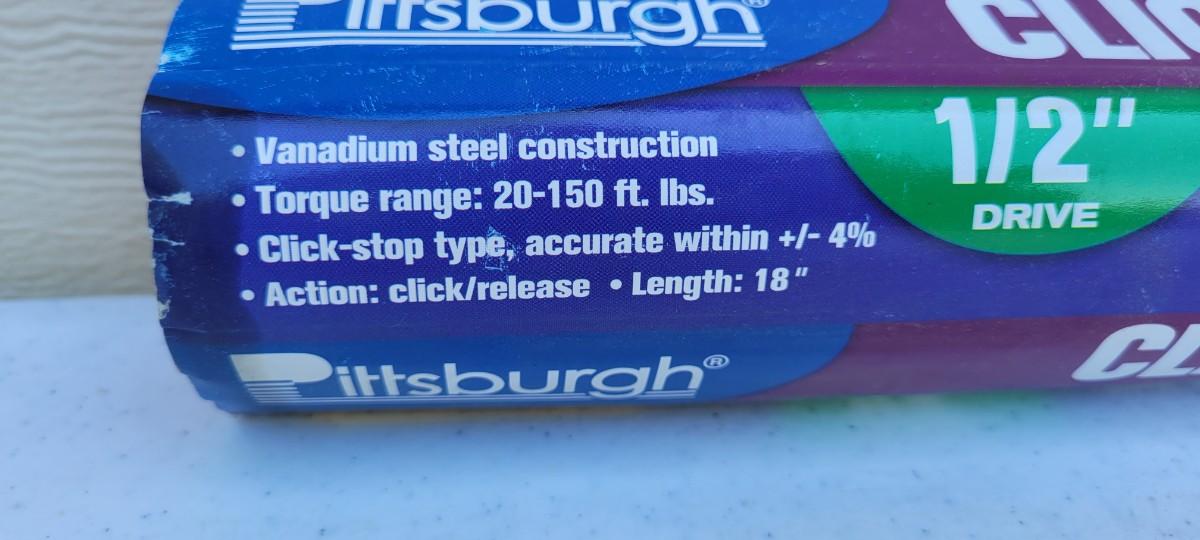 Pittsburgh®
1/2"
DRIVE
• Vanadium steel construction
• Torque range: 20-150 ft. lbs.
• Click-stop type, accurate within +/- 4%
• Action: click/release • Length: 18"
Pittsburgh®